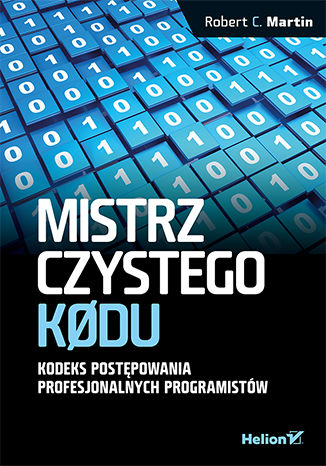 Robert C. Martin
MISTRZ
CZYSTEGO
KØDU
KODEKS POSTĘPOWANIA
PROFESJONALNYCH PROGRAMISTÓW
Helion